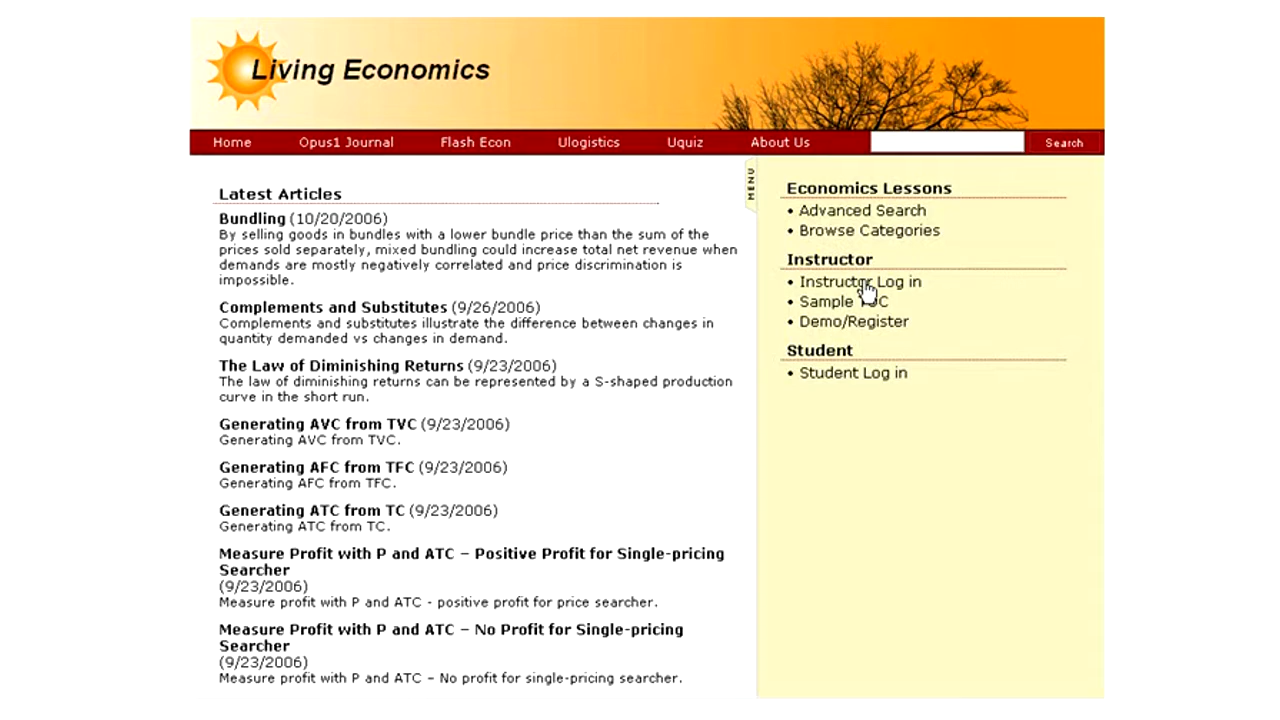 Living Economics
Home Opus1 Journal Flash Econ Ulogistics Uquiz About Us Search
Latest Articles
Bundling (10/20/2006)
By selling goods in bundles with a lower bundle price than the sum of the
prices sold separately, mixed bundling could increase total net revenue when
demands are mostly negatively correlated and price discrimination is
impossible.
Complements and Substitutes (9/26/2006)
Complements and substitutes illustrate the difference between changes in
quantity demanded vs changes in demand.
The Law of Diminishing Returns (9/23/2006)
The law of diminishing returns can be represented by a S-shaped production
curve in the short run.
Generating AVC from TVC (9/23/2006)
Generating AVC from TVC.
Generating AFC from TFC (9/23/2006)
Generating AFC from TFC.
Generating ATC from TC (9/23/2006)
Generating ATC from TC.
Measure Profit with P and ATC – Positive Profit for Single-pricing
Searcher
(9/23/2006)
Measure profit with P and ATC - positive profit for price searcher.
Measure Profit with P and ATC – No Profit for Single-pricing
Searcher
(9/23/2006)
Measure profit with P and ATC – No profit for single-pricing searcher.
MENU
Economics Lessons
• Advanced Search
• Browse Categories
Instructor
• Instructor Log in
• Sample
• Demo/Register
Student
• Student Log in